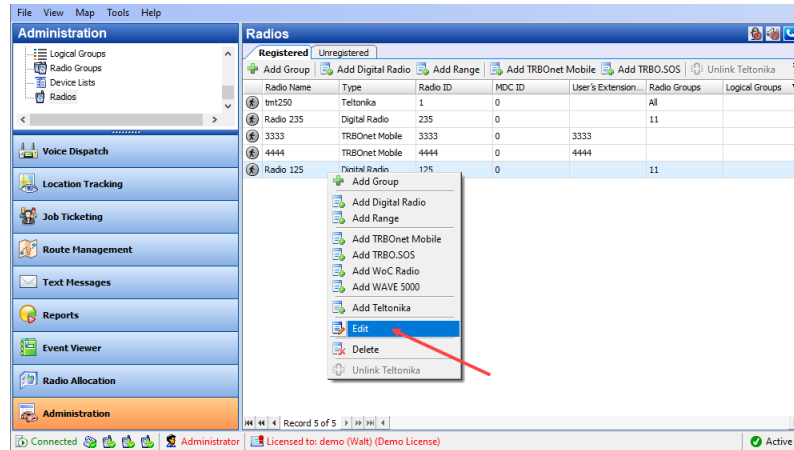 File View Map Tools Help
Administration
Logical Groups
Radio Groups
Device Lists
Radios
Voice Dispatch
Location Tracking
Job Ticketing
Route Management
Text Messages
Reports
Event Viewer
Radio Allocation
Administration
Radios
Registered Unregistered
Add Group Add Digital Radio Add Range Add TRBOnet Mobile Add TRBO.SOS Unlink Teltonika
Radio Name Type Radio ID MDC ID User's Extension... Radio Groups Logical Groups
tmt250 Teltonika 1 0 All
Radio 235 Digital Radio 235 0 11
3333 TRBOnet Mobile 3333 0 3333
4444 TRBOnet Mobile 4444 0 4444
Radio 125 Digital Radio 125 0 11
Add Group
Add Digital Radio
Add Range
Add TRBOnet Mobile
Add TRBO.SOS
Add WoC Radio
Add WAVE 5000
Add Teltonika
Edit
Delete
Unlink Teltonika
Record 5 of 5
Connected Administrator Licensed to: demo (Walt) (Demo License) Active